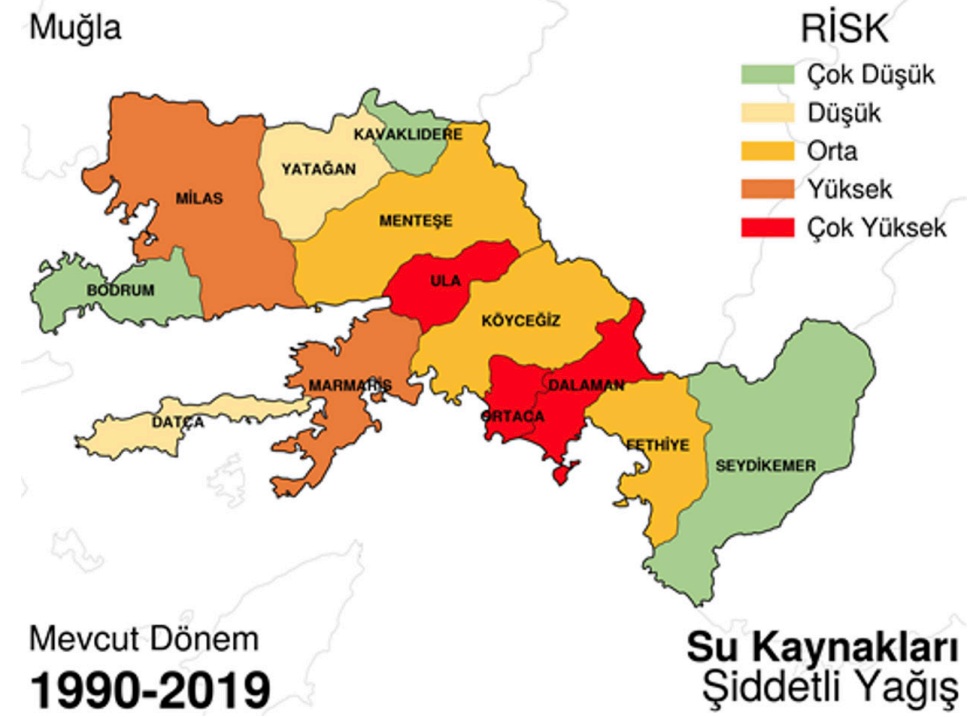 Muğla
RİSK
Çok Düşük
Düşük
Orta
Yüksek
Çok Yüksek
KAVAKLIDERE
YATAĞAN
MİLAS
MENTEŞE
ULA
BODRUM
KÖYCEĞİZ
MARMARİS
DALAMAN
ORTACA
DATÇA
FETHİYE
SEYDİKEMER
Mevcut Dönem
1990-2019
Su Kaynakları
Şiddetli Yağış